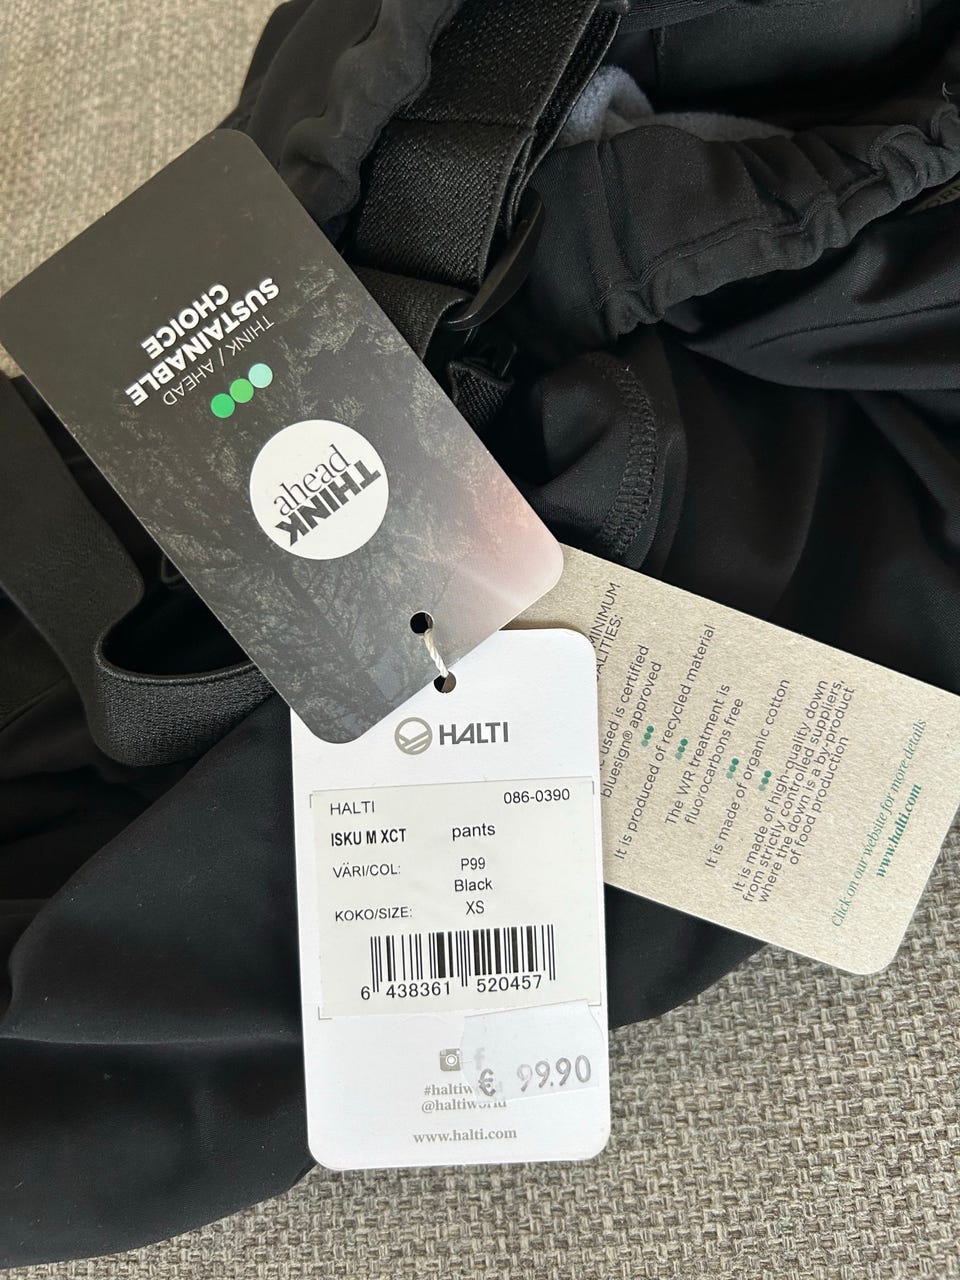 SUSTAINABLE
CHOICE
THINK / AHEAD
THINK
ahead
HALTI
HALTI 086-0390
ISKU M XCT pants
VÄRI/COL: P99
Black
KOKO/SIZE: XS
6 438361 520457
€ 99.90
@haltiworld
www.halti.com
MINIMUM
used is certified
bluesign® approved
It is produced of recycled material
The WR treatment is
fluorocarbons free
It is made of organic cotton
It is made of high-quality down
from strictly controlled suppliers,
where the down is a by-product
of food production
Click on our website for more details
www.halti.com